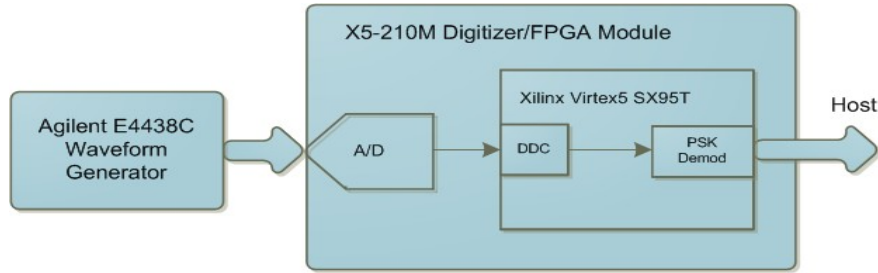 X5-210M Digitizer/FPGA Module
Agilent E4438C
Waveform
Generator
A/D
Xilinx Virtex5 SX95T
DDC
PSK
Demod
Host